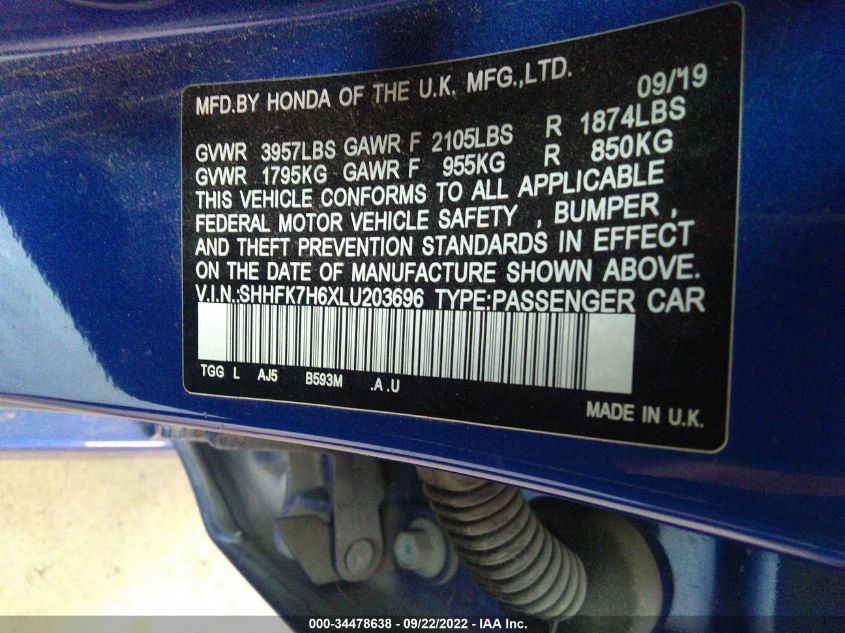 MFD.BY HONDA OF THE U.K. MFG.,LTD. 09/19
GVWR 3957LBS GAWR F 2105LBS R 1874LBS
GVWR 1795KG GAWR F 955KG R 850KG
THIS VEHICLE CONFORMS TO ALL APPLICABLE
FEDERAL MOTOR VEHICLE SAFETY , BUMPER ,
AND THEFT PREVENTION STANDARDS IN EFFECT
ON THE DATE OF MANUFACTURE SHOWN ABOVE.
V.I.N.:SHHFK7H6XLU203696 TYPE:PASSENGER CAR
TGG L AJ5 B593M .A .U
MADE IN U.K.
000-34478638 - 09/22/2022 - IAA Inc.